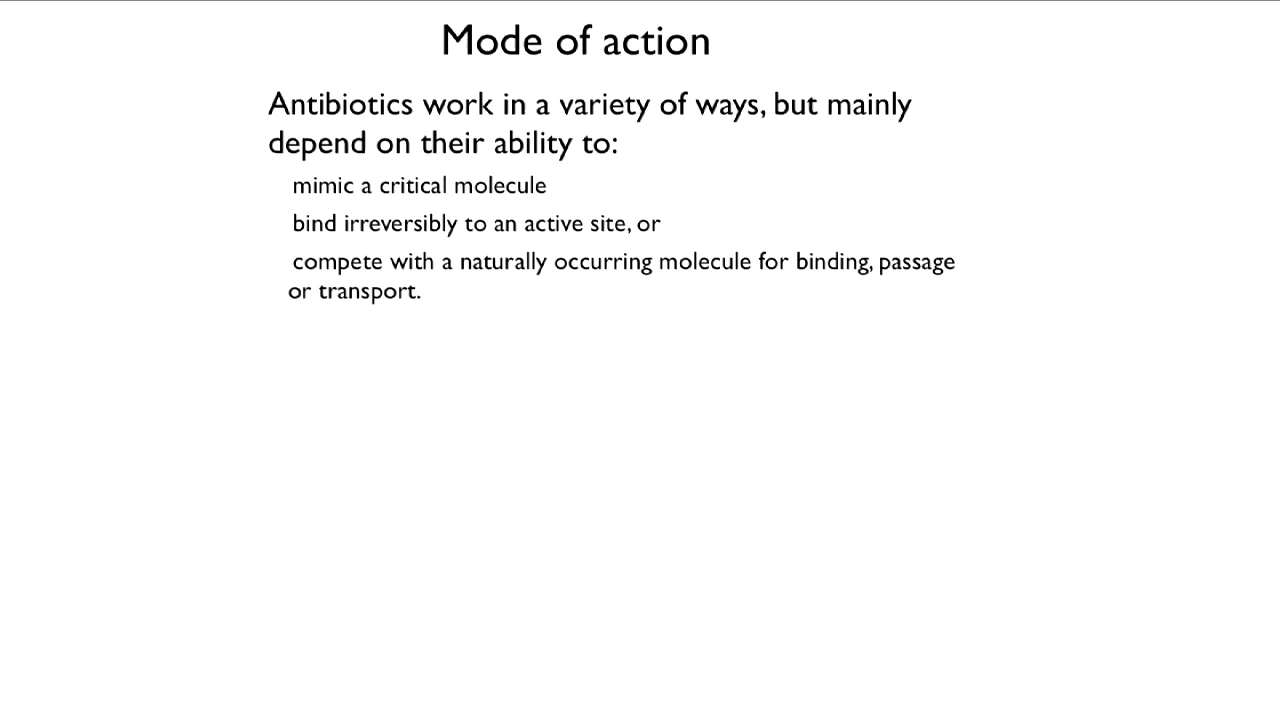 Mode of action
Antibiotics work in a variety of ways, but mainly
depend on their ability to:
mimic a critical molecule
bind irreversibly to an active site, or
compete with a naturally occurring molecule for binding, passage
or transport.